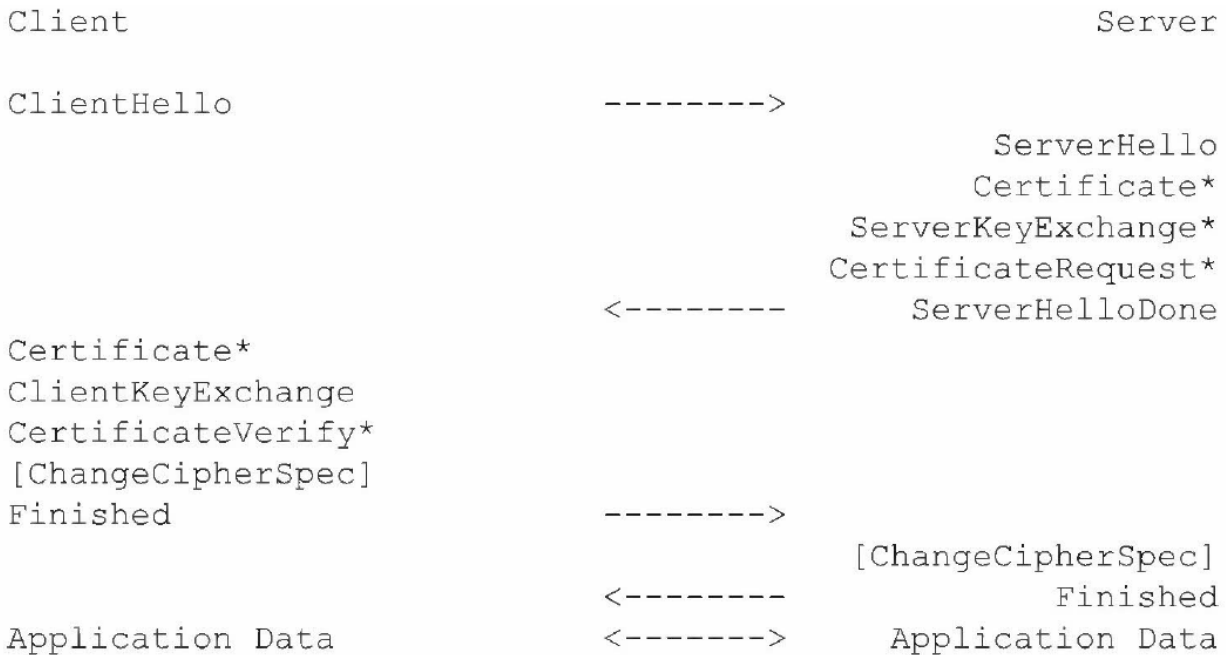 Client Server
ClientHello -------->
ServerHello
Certificate*
ServerKeyExchange*
CertificateRequest*
<-------- ServerHelloDone
Certificate*
ClientKeyExchange
CertificateVerify*
[ChangeCipherSpec]
Finished -------->
[ChangeCipherSpec]
<-------- Finished
Application Data <-------> Application Data